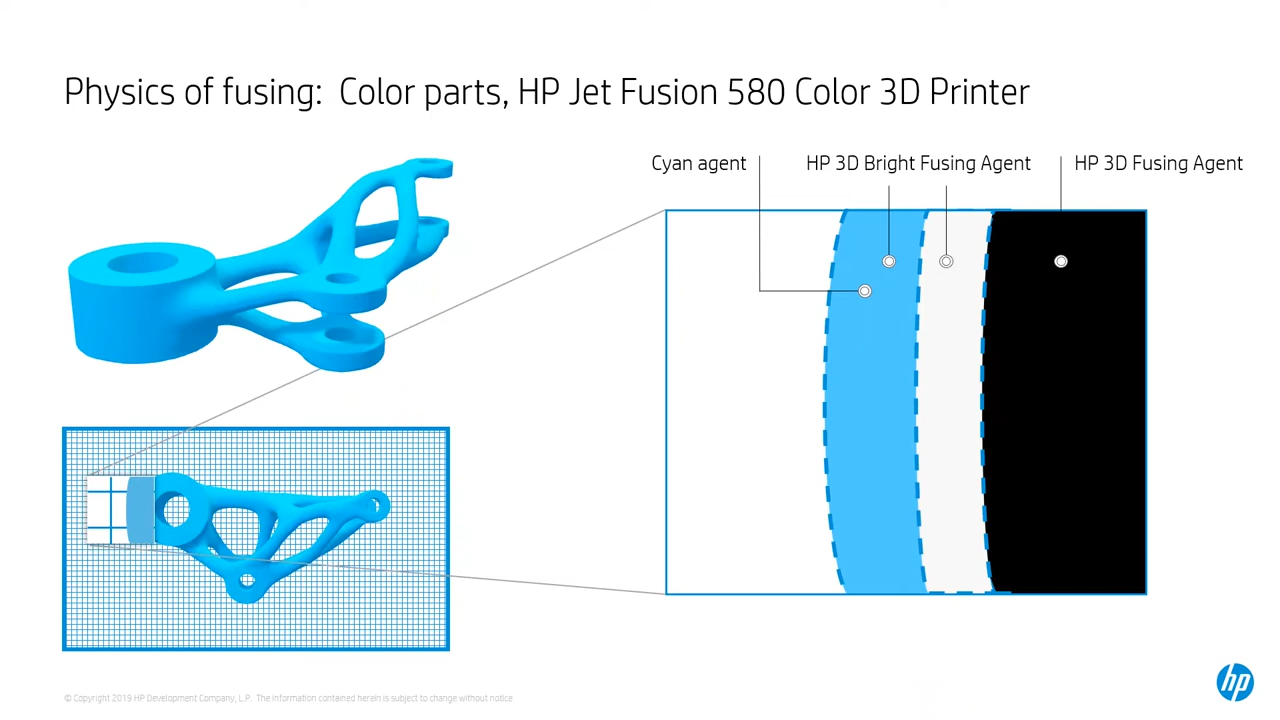 Physics of fusing: Color parts, HP Jet Fusion 580 Color 3D Printer
Cyan agent
HP 3D Bright Fusing Agent
HP 3D Fusing Agent
© Copyright 2019 HP Development Company, L.P. The information contained herein is subject to change without notice
hp